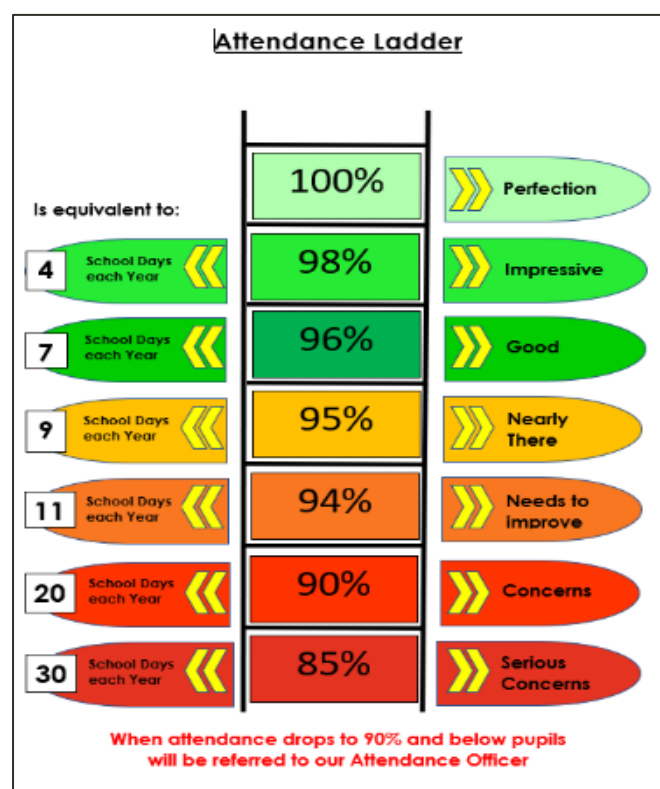 Attendance Ladder
100%
Perfection
Is equivalent to:
4
School Days
each Year
98%
Impressive
7
School Days
each Year
96%
Good
9
School Days
each Year
95%
Nearly
There
11
School Days
each Year
94%
Needs to
Improve
20
School Days
each Year
90%
Concerns
30
School Days
each Year
85%
Serious
Concerns
When attendance drops to 90% and below pupils
will be referred to our Attendance Officer